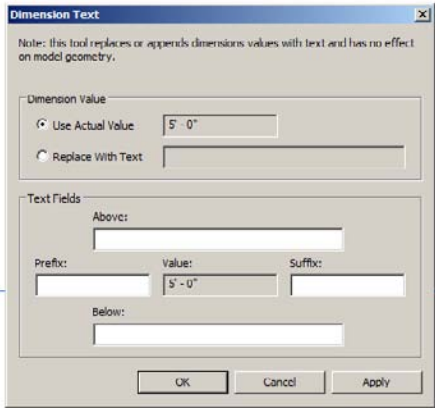 Dimension Text
Note: this tool replaces or appends dimensions values with text and has no effect
on model geometry.
Dimension Value
Use Actual Value 5' - 0"
Replace With Text
Text Fields
Above:
Prefix: Value: Suffix:
5' - 0"
Below:
OK Cancel Apply